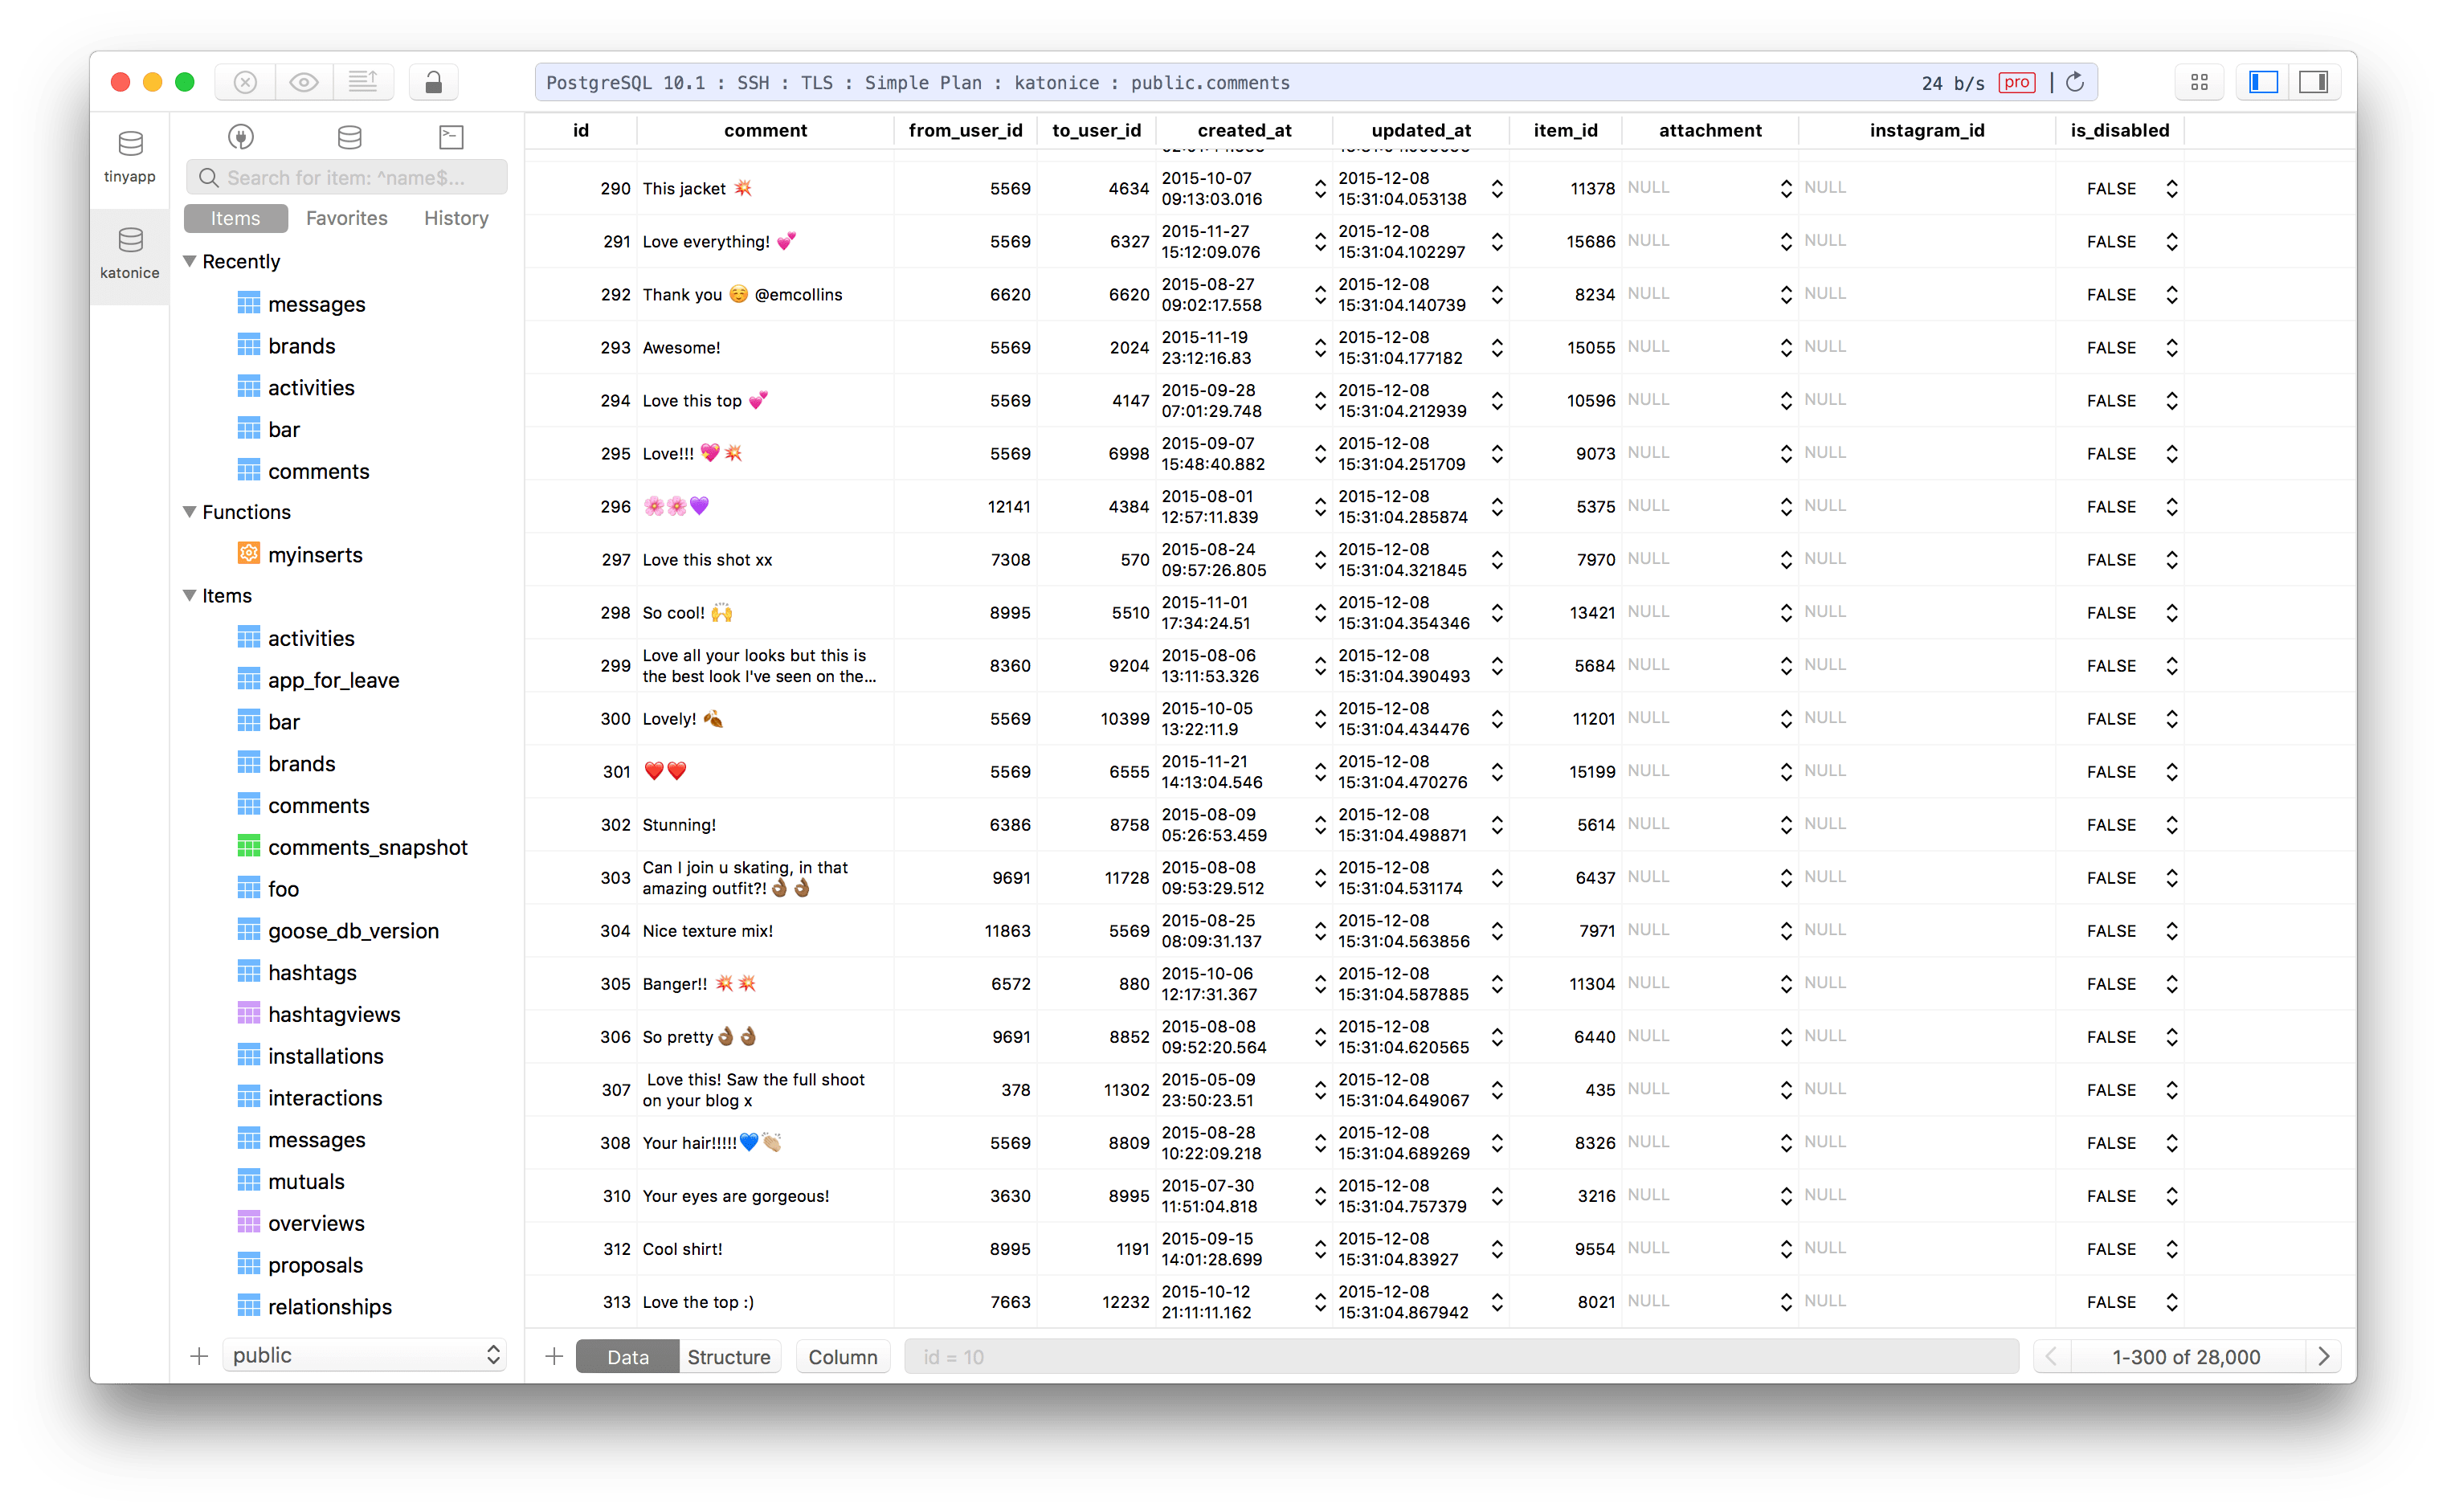 PostgreSQL 10.1 : SSH : TLS : Simple Plan : katonice : public.comments 24 b/s pro
tinyapp
katonice
Search for item: ^name$...
Items Favorites History
Recently
messages
brands
activities
bar
comments
Functions
myinserts
Items
activities
app_for_leave
bar
brands
comments
comments_snapshot
foo
goose_db_version
hashtags
hashtagviews
installations
interactions
messages
mutuals
overviews
proposals
relationships
public
id comment from_user_id to_user_id created_at updated_at item_id attachment instagram_id is_disabled
290 This jacket 💥 5569 4634 2015-10-07 09:13:03.016 2015-12-08 15:31:04.053138 11378 NULL NULL FALSE
291 Love everything! 💕 5569 6327 2015-11-27 15:12:09.076 2015-12-08 15:31:04.102297 15686 NULL NULL FALSE
292 Thank you ☺️ @emcollins 6620 6620 2015-08-27 09:02:17.558 2015-12-08 15:31:04.140739 8234 NULL NULL FALSE
293 Awesome! 5569 2024 2015-11-19 23:12:16.83 2015-12-08 15:31:04.177182 15055 NULL NULL FALSE
294 Love this top 💕 5569 4147 2015-09-28 07:01:29.748 2015-12-08 15:31:04.212939 10596 NULL NULL FALSE
295 Love!!! 💖💥 5569 6998 2015-09-07 15:48:40.882 2015-12-08 15:31:04.251709 9073 NULL NULL FALSE
296 🌸🌸💜 12141 4384 2015-08-01 12:57:11.839 2015-12-08 15:31:04.285874 5375 NULL NULL FALSE
297 Love this shot xx 7308 570 2015-08-24 09:57:26.805 2015-12-08 15:31:04.321845 7970 NULL NULL FALSE
298 So cool! 🙌 8995 5510 2015-11-01 17:34:24.51 2015-12-08 15:31:04.354346 13421 NULL NULL FALSE
299 Love all your looks but this is the best look I've seen on the... 8360 9204 2015-08-06 13:11:53.326 2015-12-08 15:31:04.390493 5684 NULL NULL FALSE
300 Lovely! 🍂 5569 10399 2015-10-05 13:22:11.9 2015-12-08 15:31:04.434476 11201 NULL NULL FALSE
301 ❤️❤️ 5569 6555 2015-11-21 14:13:04.546 2015-12-08 15:31:04.470276 15199 NULL NULL FALSE
302 Stunning! 6386 8758 2015-08-09 05:26:53.459 2015-12-08 15:31:04.498871 5614 NULL NULL FALSE
303 Can I join u skating, in that amazing outfit?!👌🏾👌🏾 9691 11728 2015-08-08 09:53:29.512 2015-12-08 15:31:04.531174 6437 NULL NULL FALSE
304 Nice texture mix! 11863 5569 2015-08-25 08:09:31.137 2015-12-08 15:31:04.563856 7971 NULL NULL FALSE
305 Banger!! 💥💥 6572 880 2015-10-06 12:17:31.367 2015-12-08 15:31:04.587885 11304 NULL NULL FALSE
306 So pretty👌🏾👌🏾 9691 8852 2015-08-08 09:52:20.564 2015-12-08 15:31:04.620565 6440 NULL NULL FALSE
307 Love this! Saw the full shoot on your blog x 378 11302 2015-05-09 23:50:23.51 2015-12-08 15:31:04.649067 435 NULL NULL FALSE
308 Your hair!!!!!💙👏🏼 5569 8809 2015-08-28 10:22:09.218 2015-12-08 15:31:04.689269 8326 NULL NULL FALSE
310 Your eyes are gorgeous! 3630 8995 2015-07-30 11:51:04.818 2015-12-08 15:31:04.757379 3216 NULL NULL FALSE
312 Cool shirt! 8995 1191 2015-09-15 14:01:28.699 2015-12-08 15:31:04.83927 9554 NULL NULL FALSE
313 Love the top :) 7663 12232 2015-10-12 21:11:11.162 2015-12-08 15:31:04.867942 8021 NULL NULL FALSE
Data Structure Column id = 10 1-300 of 28,000